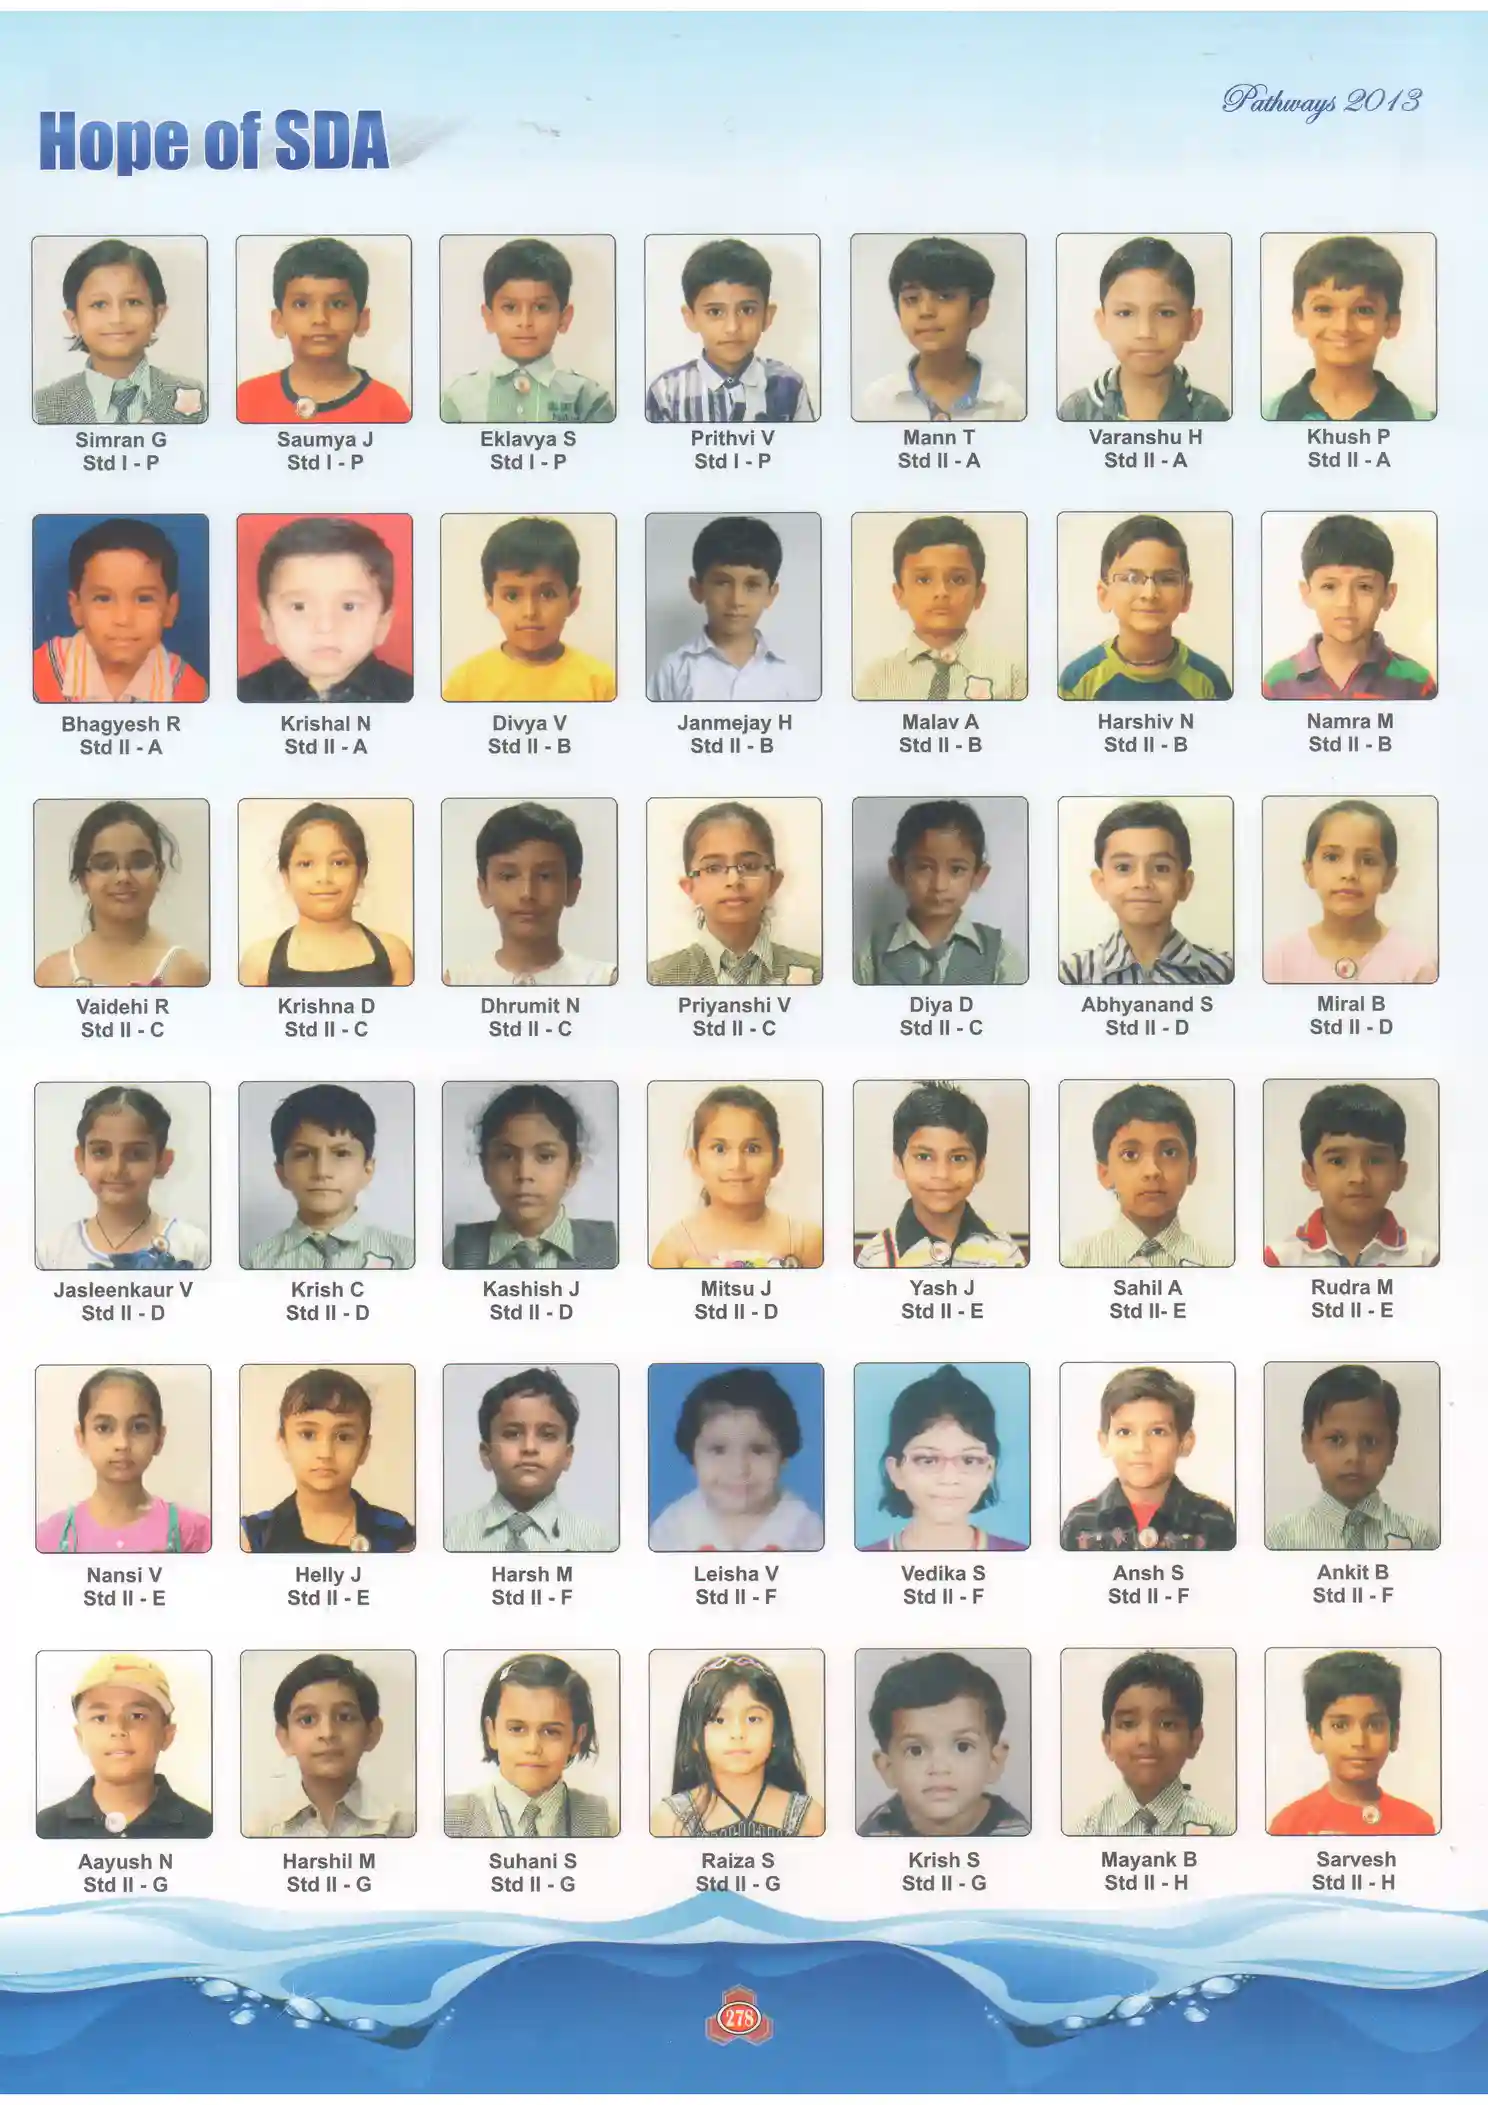 Pathways 2013
Hope of SDA
Simran G Saumya J Eklavya S Prithvi V Mann T Varanshu H Khush P
Std I - P Std I - P Std I - P Std I - P Std II - A Std II - A Std II - A
Bhagyesh R Krishal N Divya V Janmejay H Malav A Harshiv N Namra M
Std II - A Std II - A Std II - B Std II - B Std II - B Std II - B Std II - B
Vaidehi R Krishna D Dhrumit N Priyanshi V Diya D Abhyanand S Miral B
Std II - C Std II - C Std II - C Std II - C Std II - C Std II - D Std II - D
Jasleenkaur V Krish C Kashish J Mitsu J Yash J Sahil A Rudra M
Std II - D Std II - D Std II - D Std II - D Std II - E Std II- E Std II - E
Nansi V Helly J Harsh M Leisha V Vedika S Ansh S Ankit B
Std II - E Std II - E Std II - F Std II - F Std II - F Std II - F Std II - F
Aayush N Harshil M Suhani S Raiza S Krish S Mayank B Sarvesh
Std II - G Std II - G Std II - G Std II - G Std II - G Std II - H Std II - H
278